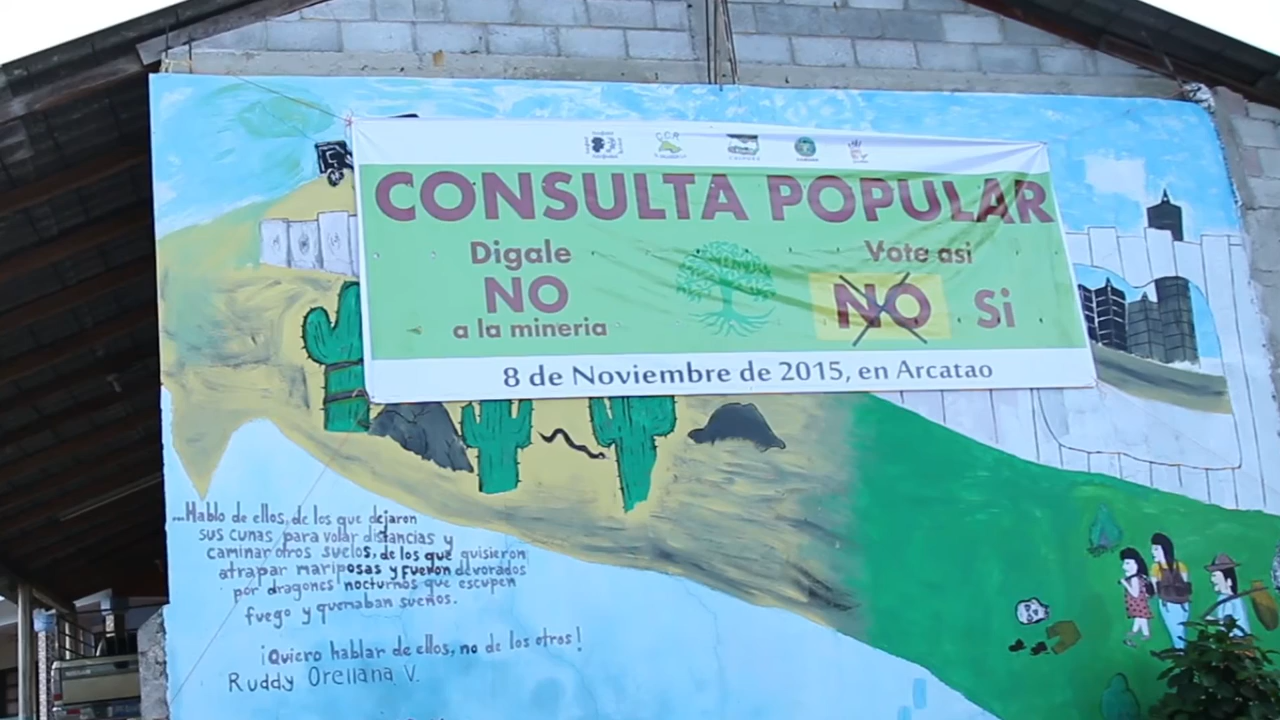 C.C.R
CONSULTA POPULAR
Digale
NO
a la mineria
Vote asi
NO Si
8 de Noviembre de 2015, en Arcatao
...Hablo de ellos, de los que dejaron
sus cunas para volar distancias y
caminar otros suelos, de los que quisieron
atrapar mariposas y fueron devorados
por dragones nocturnos que escupen
fuego y quemaban sueños.
¡Quiero hablar de ellos, no de los otros!
Ruddy Orellana V.